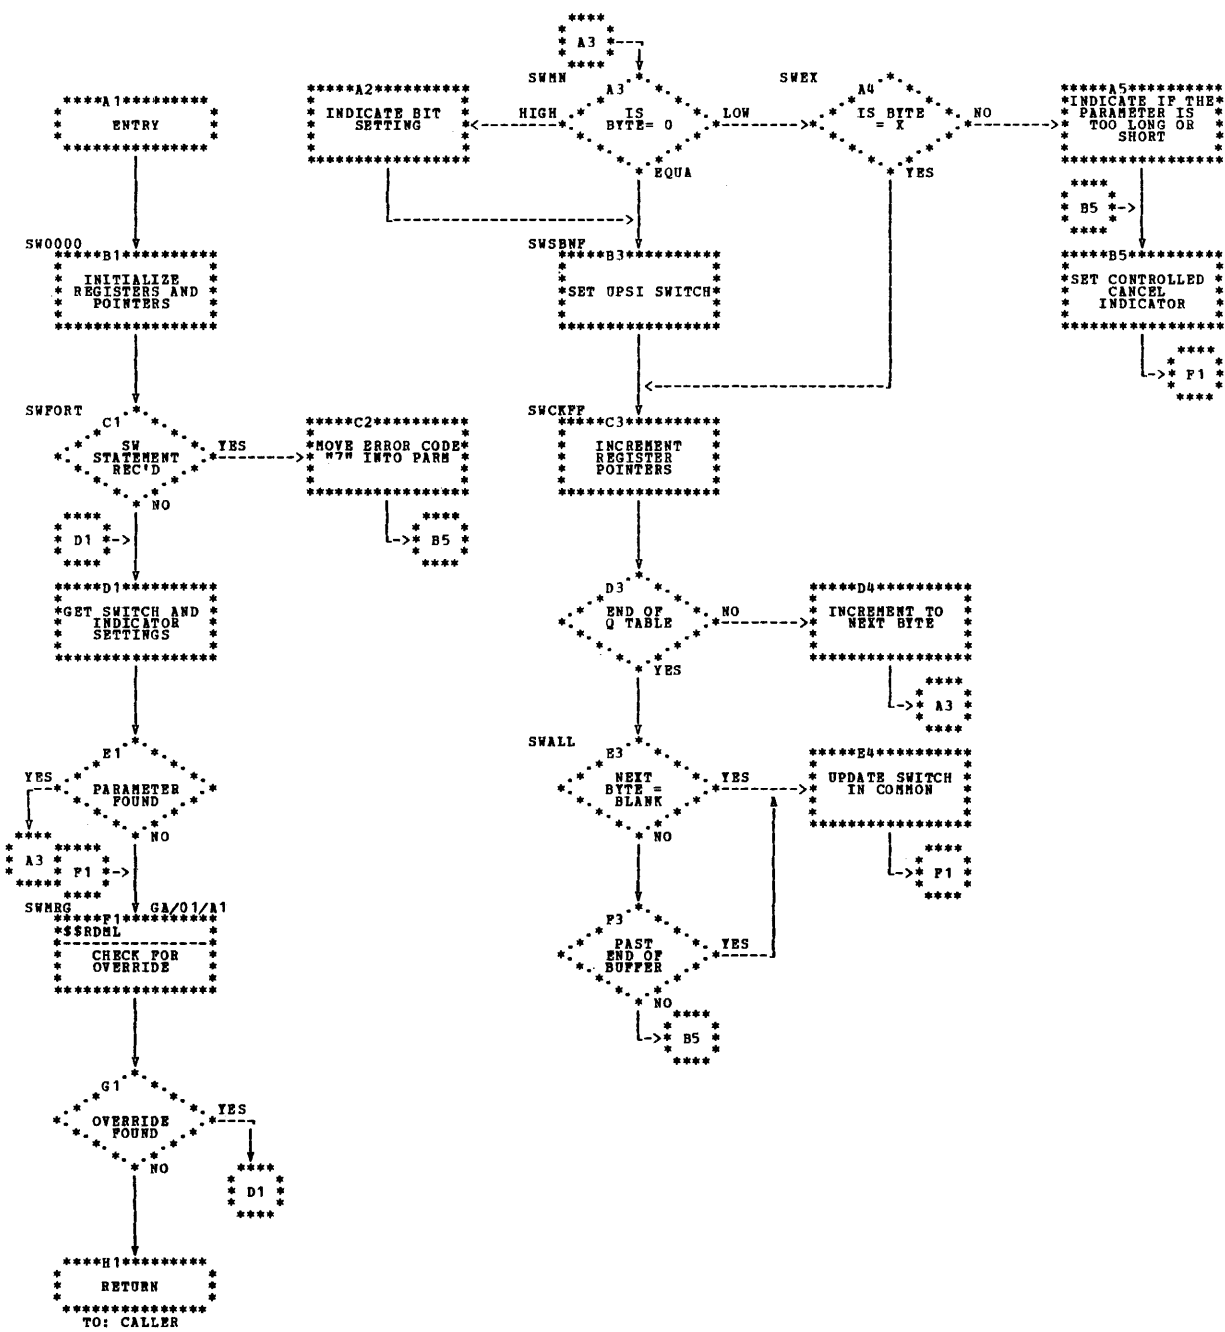 A1
ENTRY
SW0000
B1
INITIALIZE
REGISTERS AND
POINTERS
SWFORT
C1
SW
STATEMENT
REC'D
YES
NO
C2
MOVE ERROR CODE
"7" INTO PARM
B5
D1
D1
GET SWITCH AND
INDICATOR
SETTINGS
E1
PARAMETER
FOUND
YES
NO
A3
F1
SWMRG
F1
GA/01/A1
$$RDML
CHECK FOR
OVERRIDE
G1
OVERRIDE
FOUND
YES
NO
D1
H1
RETURN
TO: CALLER
A2
INDICATE BIT
SETTING
A3
SWMN
A3
IS
BYTE= 0
HIGH
LOW
EQUA
SWSBNF
B3
SET UPSI SWITCH
SWCKFF
C3
INCREMENT
REGISTER
POINTERS
D3
END OF
Q TABLE
NO
YES
D4
INCREMENT TO
NEXT BYTE
A3
SWALL
E3
NEXT
BYTE =
BLANK
YES
NO
E4
UPDATE SWITCH
IN COMMON
F1
F3
PAST
END OF
BUFFER
YES
NO
B5
SWEX
A4
IS BYTE
= X
NO
YES
A5
INDICATE IF THE
PARAMETER IS
TOO LONG OR
SHORT
B5
B5
SET CONTROLLED
CANCEL
INDICATOR
F1